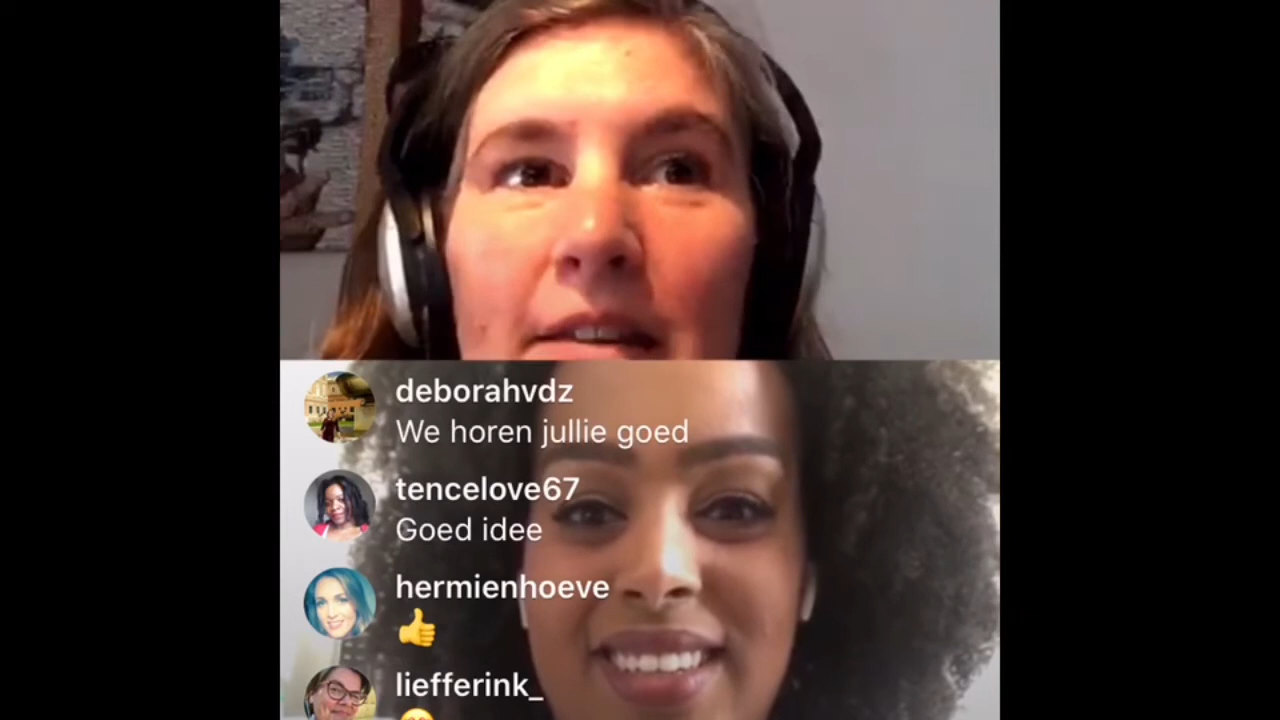 deborahvdz
We horen jullie goed
tencelove67
Goed idee
hermienhoeve
👍
liefferink_